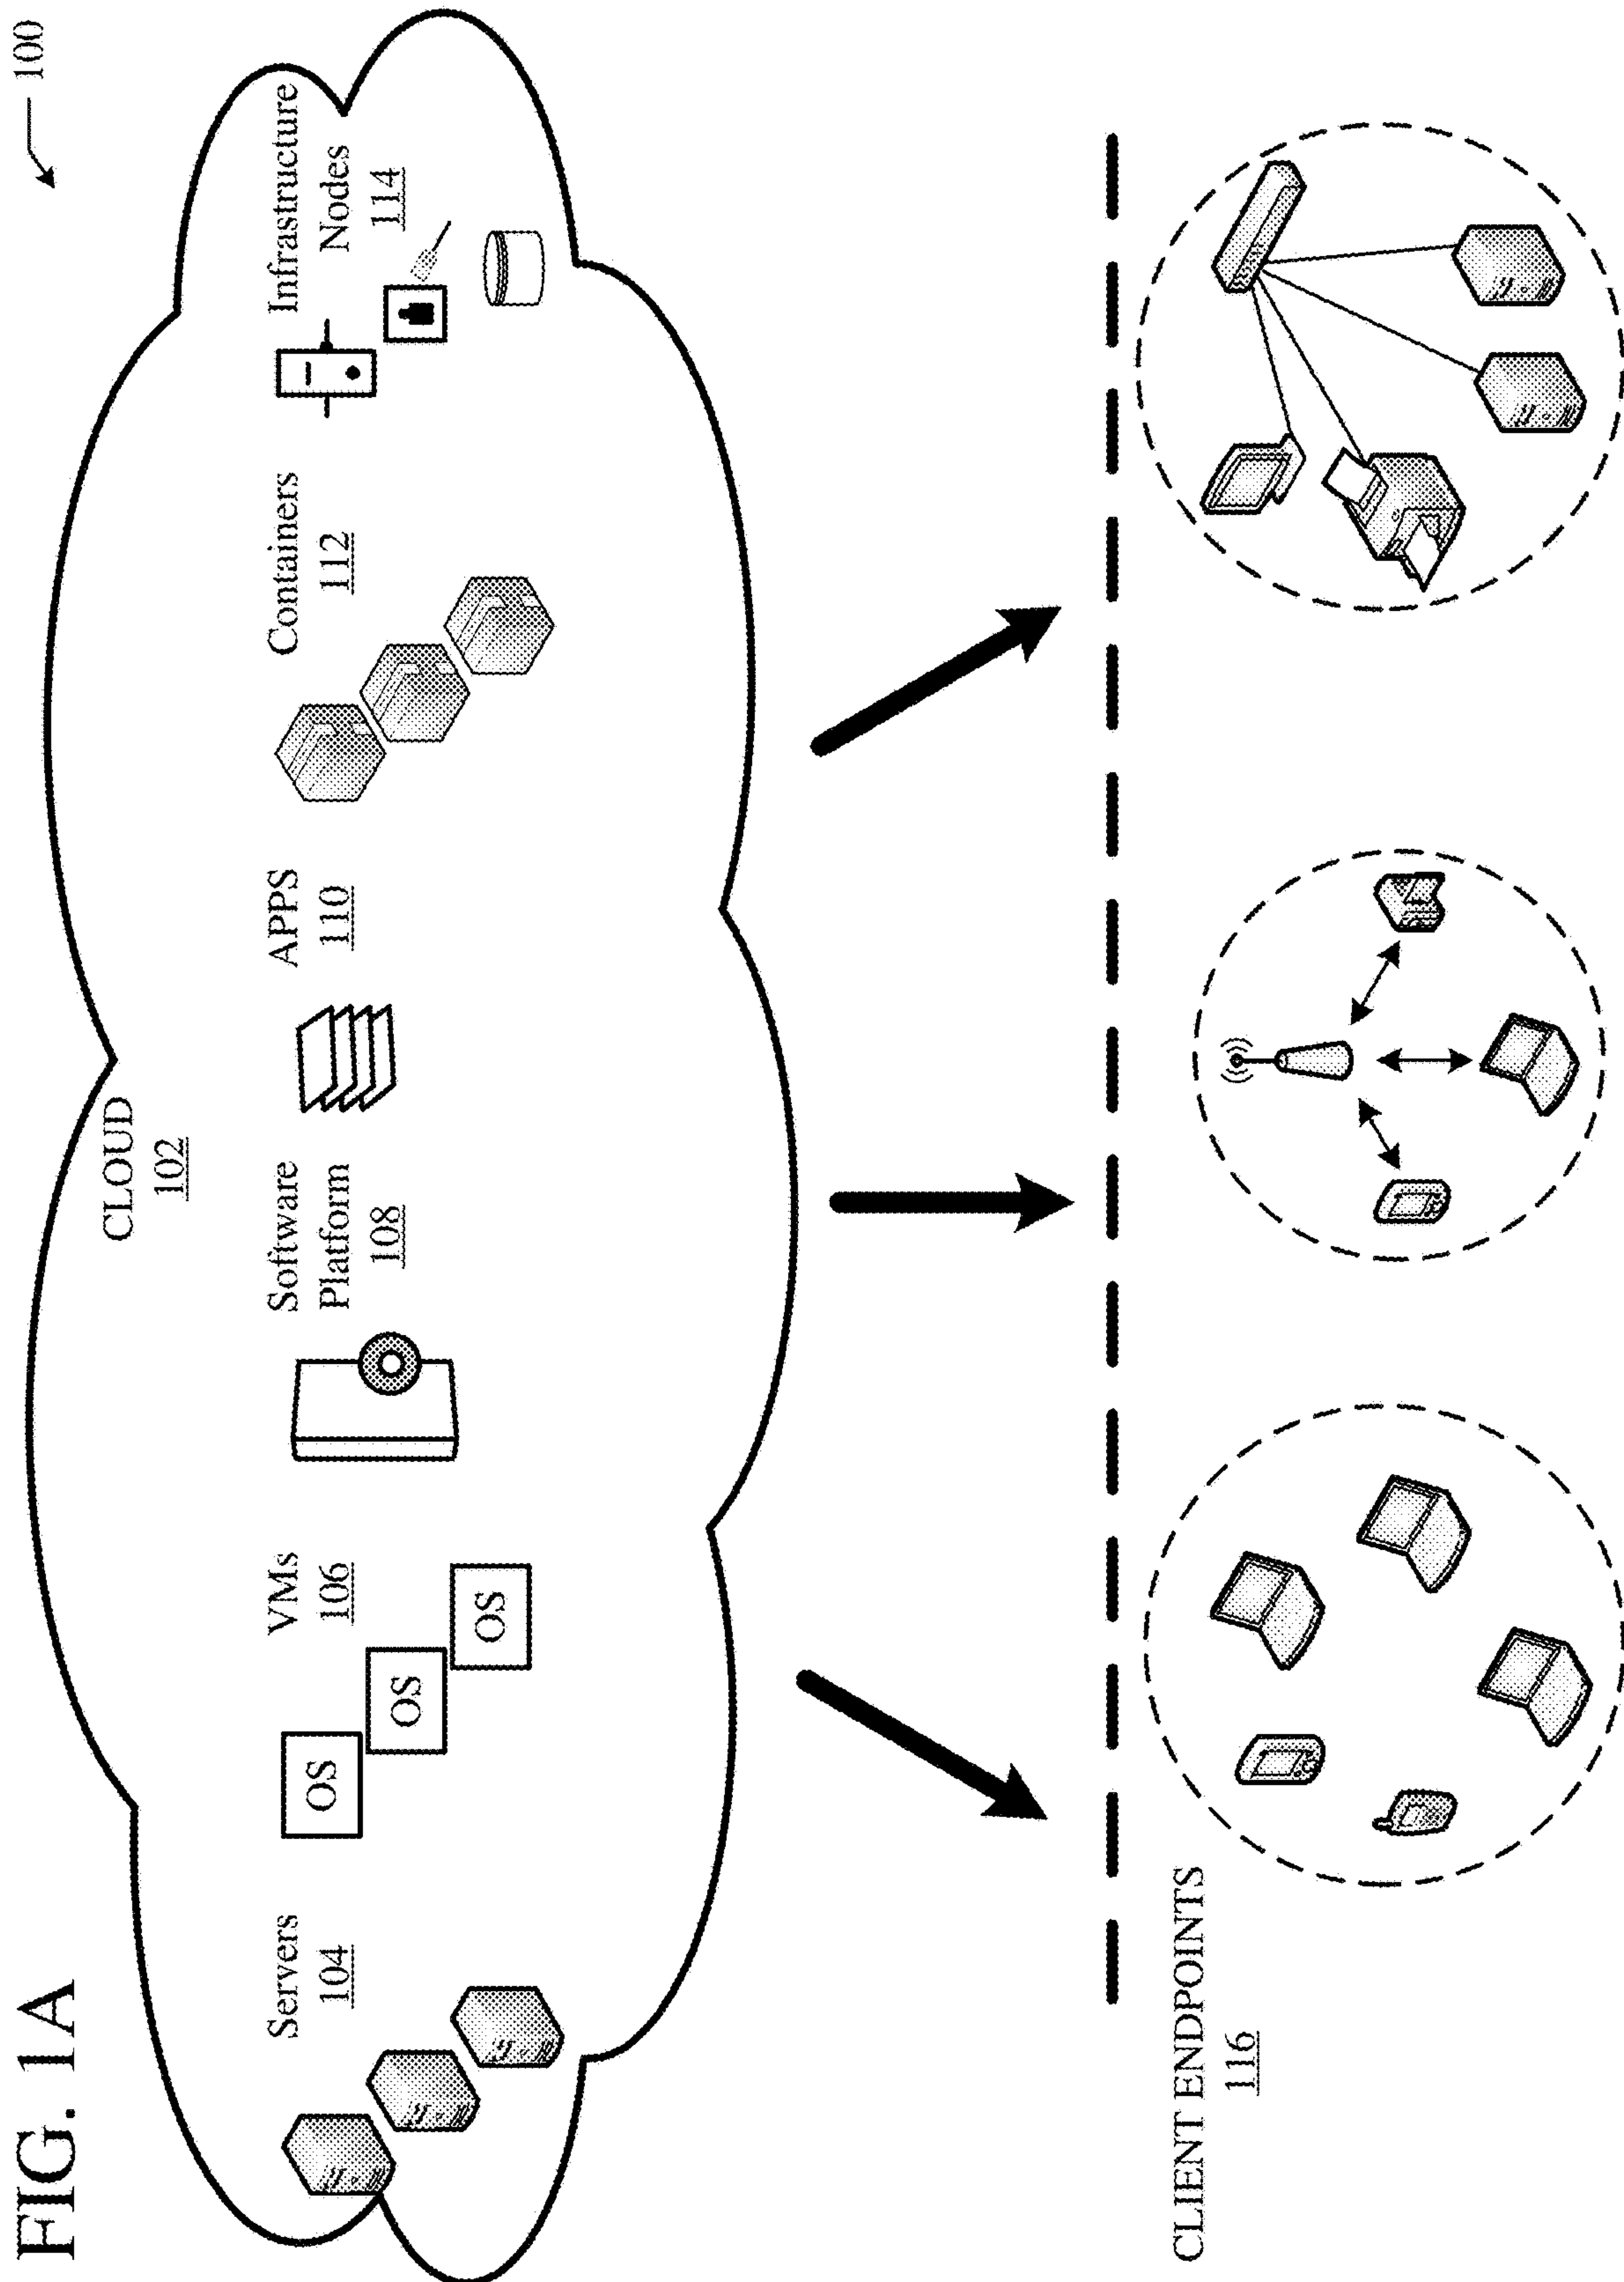 FIG. 1A
100
CLOUD
102
Servers
104
VMs
106
Software
Platform
108
APPS
110
Containers
112
Infrastructure
Nodes
114
OS
OS
OS
CLIENT ENDPOINTS
116